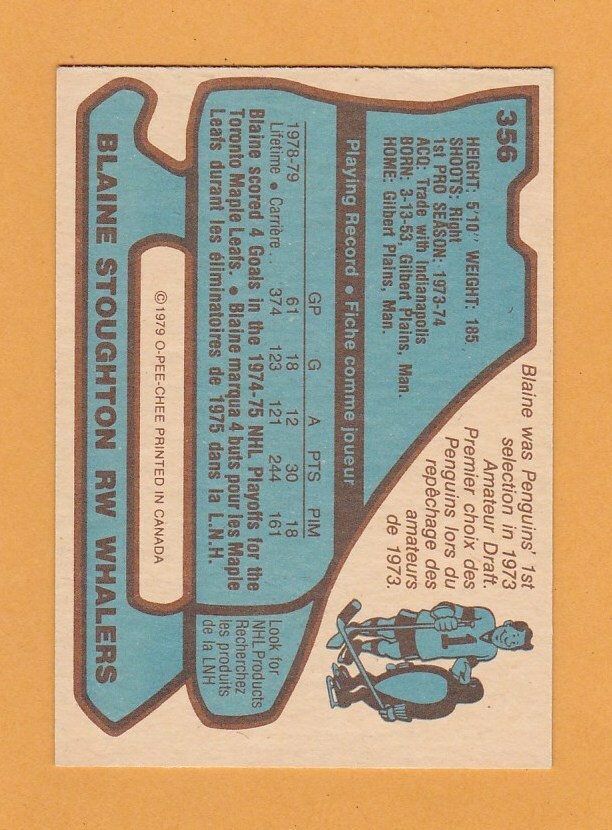 356
HEIGHT: 5'10" WEIGHT: 185
SHOOTS: Right
1st PRO SEASON: 1973-74
ACQ: Trade with Indianapolis
BORN: 3-13-53, Gilbert Plains, Man.
HOME: Gilbert Plains, Man.
Blaine was Penguins' 1st
selection in 1973
Amateur Draft.
Premier choix des
Penguins lors du
repêchage des
amateurs
de 1973.
1
Playing Record • Fiche comme joueur
GP G A PTS PIM
1978-79 61 18 12 30 18
Lifetime • Carrière . . 374 123 121 244 161
Blaine scored 4 Goals in the 1974-75 NHL Playoffs for the
Toronto Maple Leafs. • Blaine marqua 4 buts pour les Maple
Leafs durant les éliminatoires de 1975 dans la L.N.H.
Look for
NHL Products
Recherchez
les produits
de la LNH
©1979 O-PEE-CHEE PRINTED IN CANADA
BLAINE STOUGHTON RW WHALERS